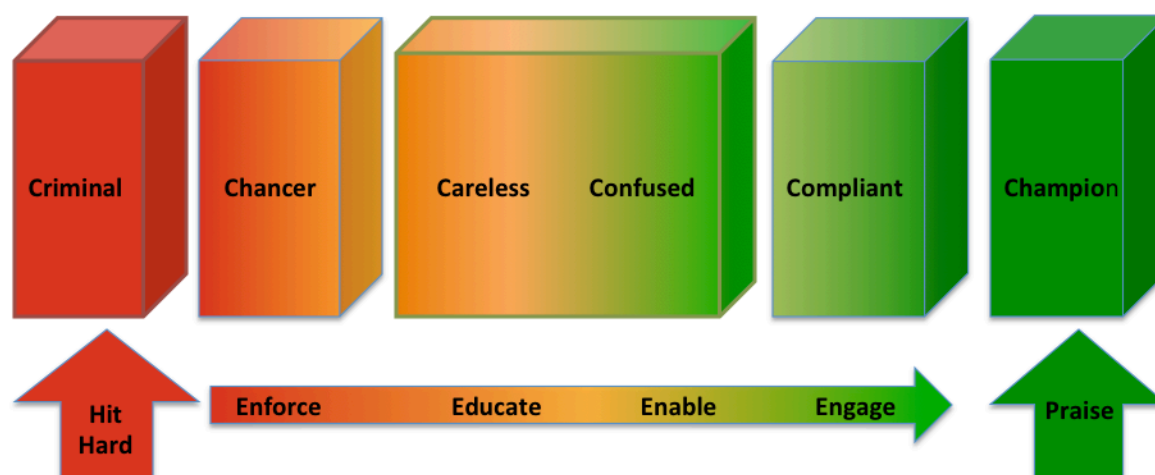 Criminal
Chancer
Careless
Confused
Compliant
Champion
Hit
Hard
Enforce
Educate
Enable
Engage
Praise